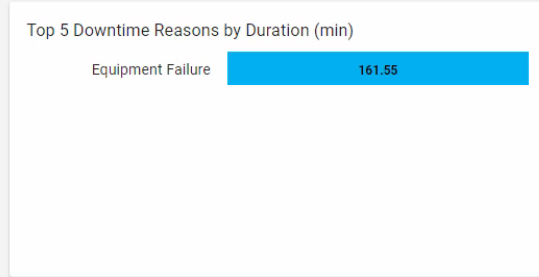 Top 5 Downtime Reasons by Duration (min)
Equipment Failure 161.55